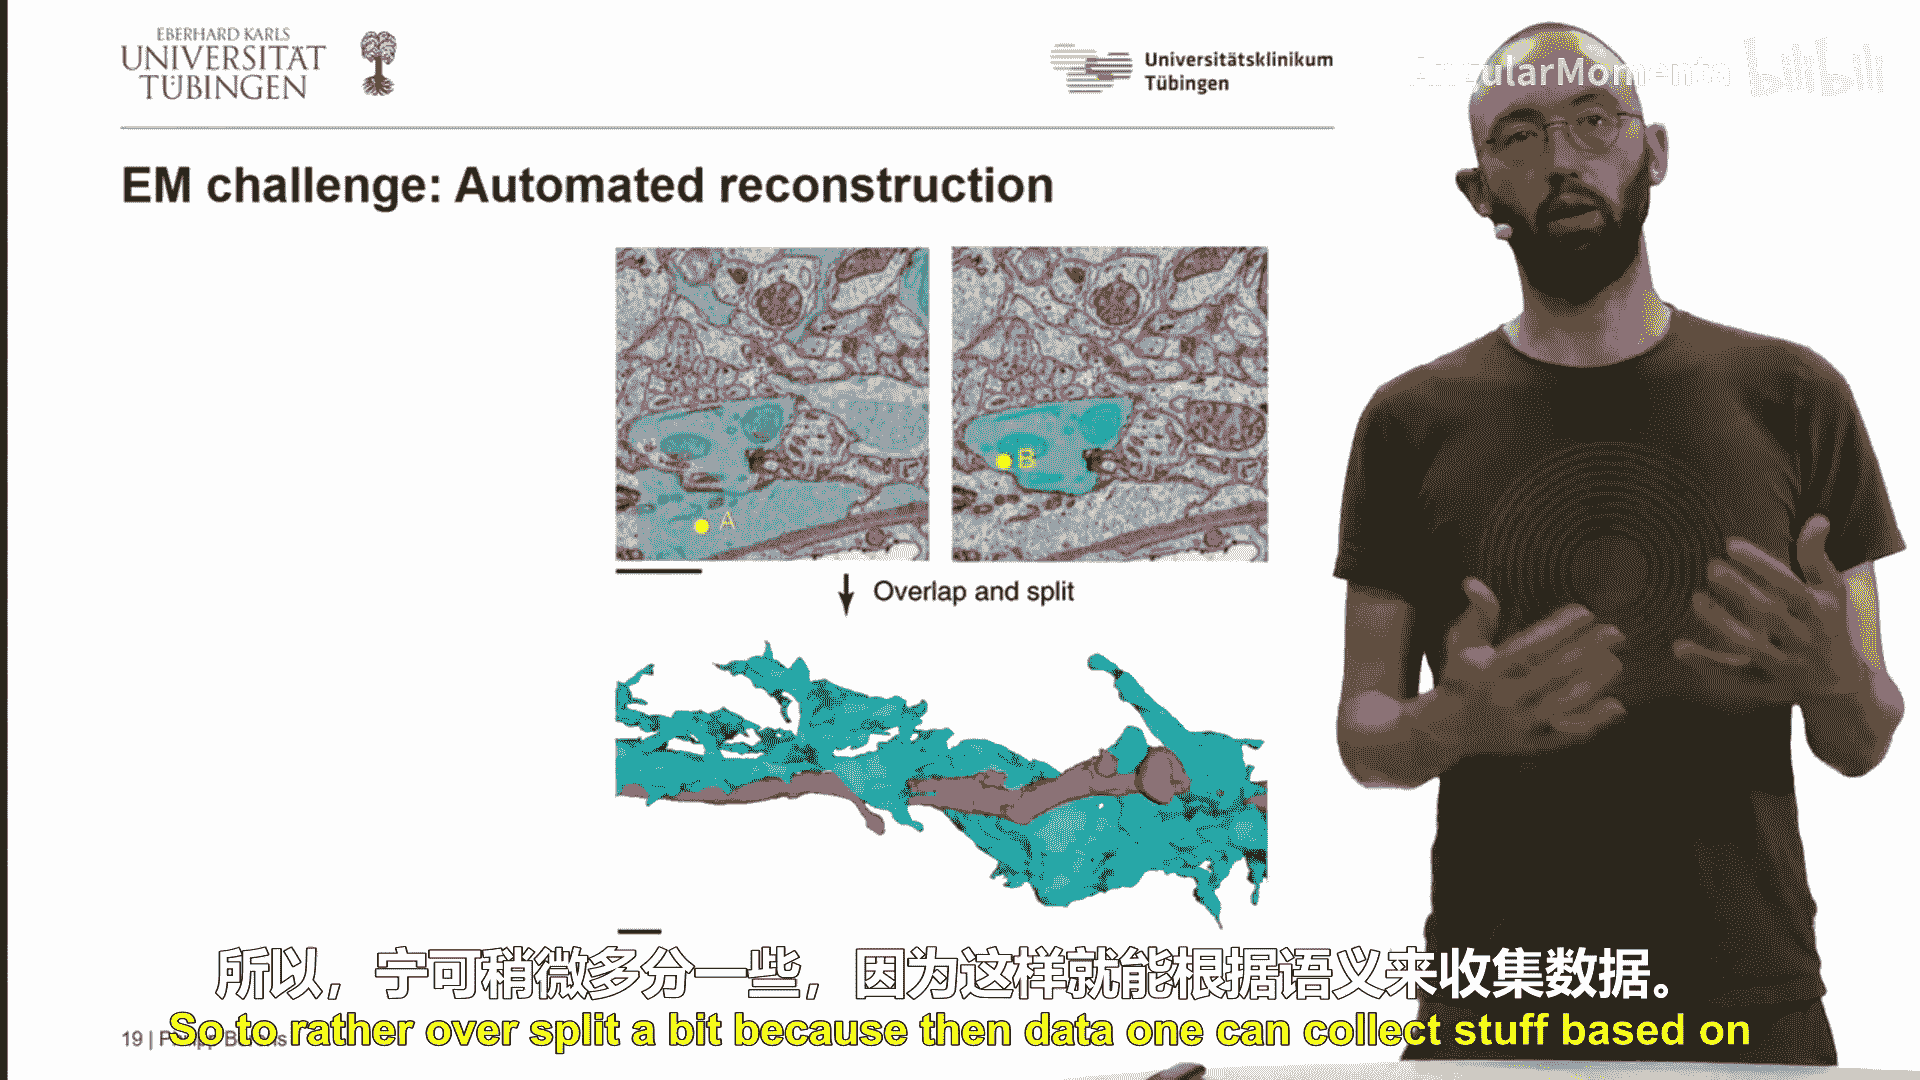 EBERHARD KARLS
UNIVERSITÄT
TÜBINGEN
Universitätsklinikum
Tübingen
AngularMomenta bilibili
EM challenge: Automated reconstruction
A
B
Overlap and split
所以，宁可稍微多分一些，因为这样就能根据语义来收集数据。
19 |
So to rather over split a bit because then data one can collect stuff based on